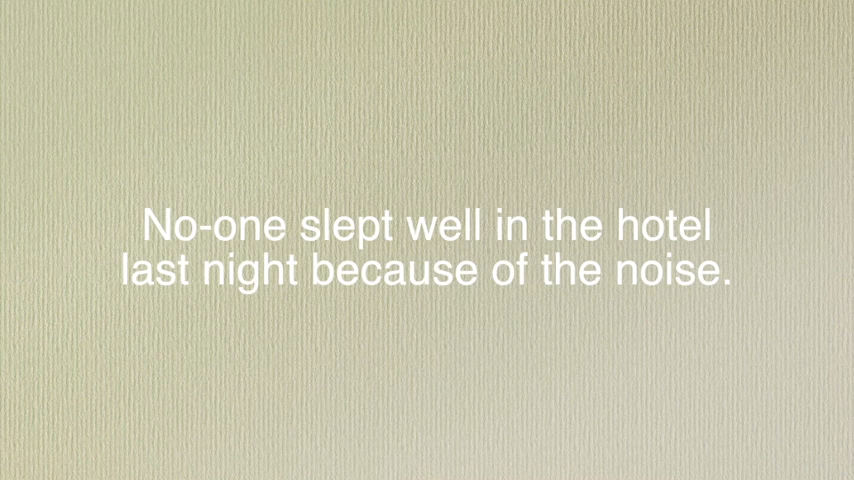 No-one slept well in the hotel
last night because of the noise.